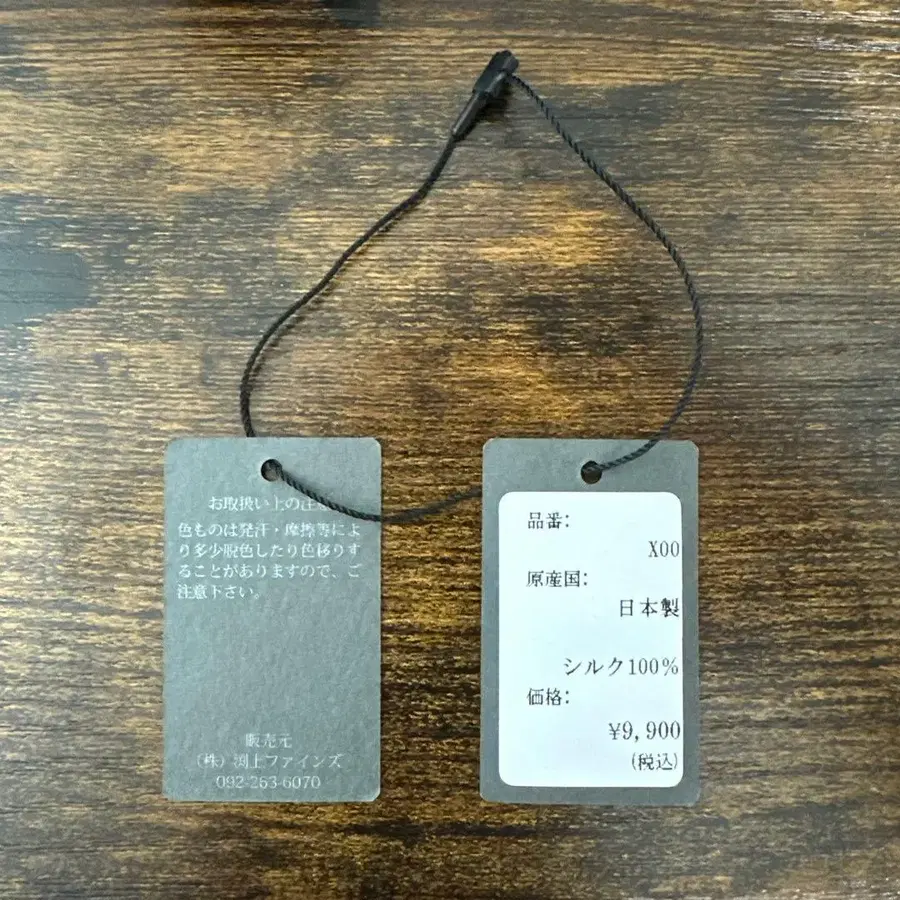 お取扱い上の注意
色ものは発汗・摩擦等によ
り多少脱色したり色移りす
ることがありますので、ご
注意下さい。
販売元
(株) 渕上ファインズ
092-263-6070
品番:
X00
原産国:
日本製
シルク100%
価格:
¥9,900
(税込)